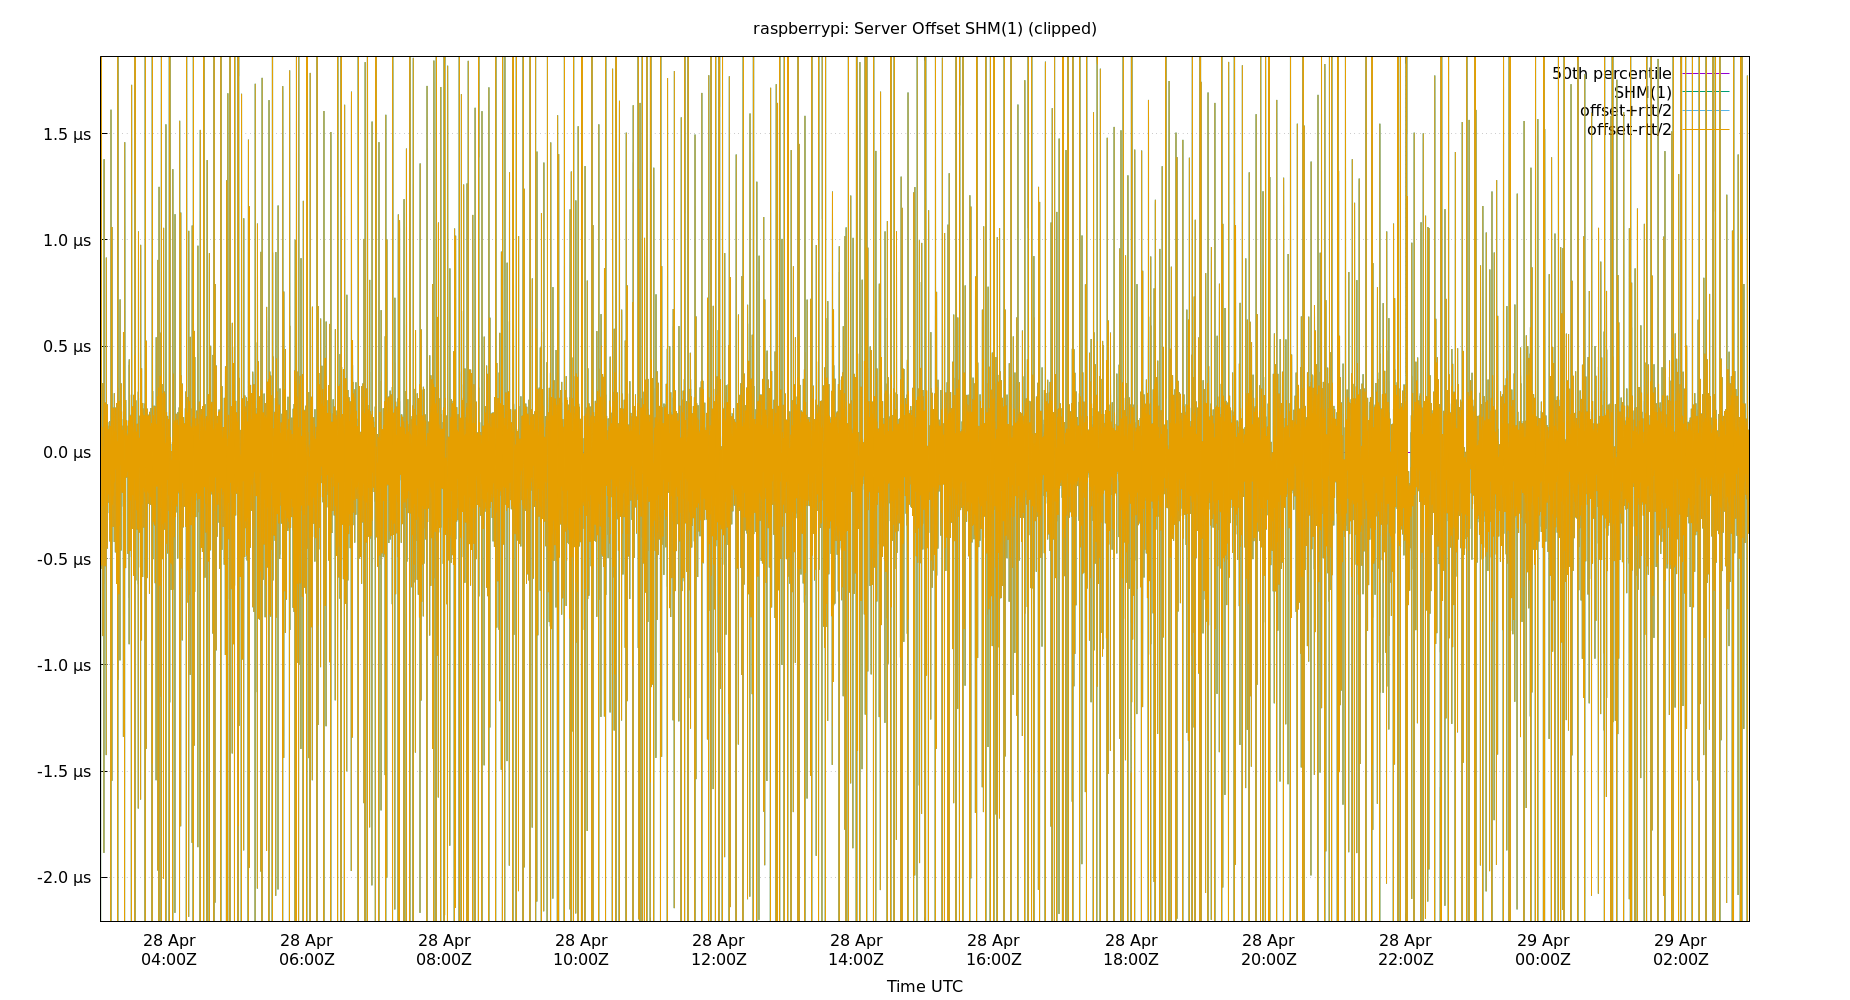 raspberrypi: Server Offset SHM(1) (clipped)
50th percentile
SHM(1)
offset+rtt/2
offset-rtt/2
1.5 µs
1.0 µs
0.5 µs
0.0 µs
-0.5 µs
-1.0 µs
-1.5 µs
-2.0 µs
28 Apr 28 Apr 28 Apr 28 Apr 28 Apr 28 Apr 28 Apr 28 Apr 28 Apr 28 Apr 29 Apr 29 Apr
04:00Z 06:00Z 08:00Z 10:00Z 12:00Z 14:00Z 16:00Z 18:00Z 20:00Z 22:00Z 00:00Z 02:00Z
Time UTC